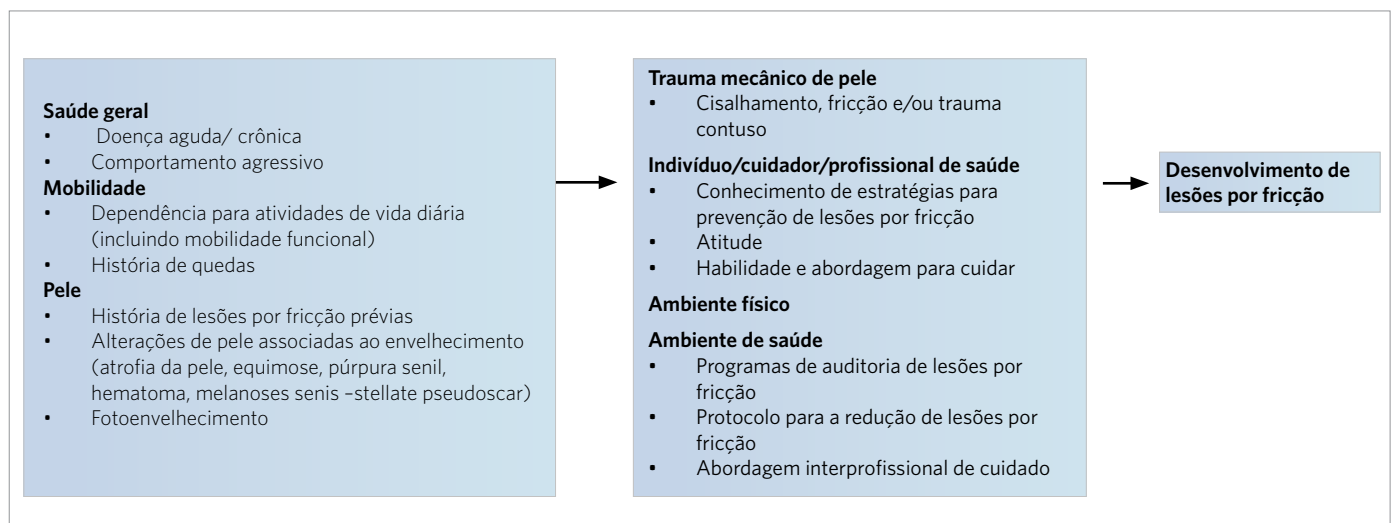 Saúde geral
• Doença aguda/ crônica
• Comportamento agressivo
Mobilidade
• Dependência para atividades de vida diária
(incluindo mobilidade funcional)
• História de quedas
Pele
• História de lesões por fricção prévias
• Alterações de pele associadas ao envelhecimento
(atrofia da pele, equimose, púrpura senil,
hematoma, melanoses senis –stellate pseudoscar)
• Fotoenvelhecimento
Trauma mecânico de pele
• Cisalhamento, fricção e/ou trauma
contuso
Indivíduo/cuidador/profissional de saúde
• Conhecimento de estratégias para
prevenção de lesões por fricção
• Atitude
• Habilidade e abordagem para cuidar
Ambiente físico
Ambiente de saúde
• Programas de auditoria de lesões por
fricção
• Protocolo para a redução de lesões por
fricção
• Abordagem interprofissional de cuidado
Desenvolvimento de
lesões por fricção